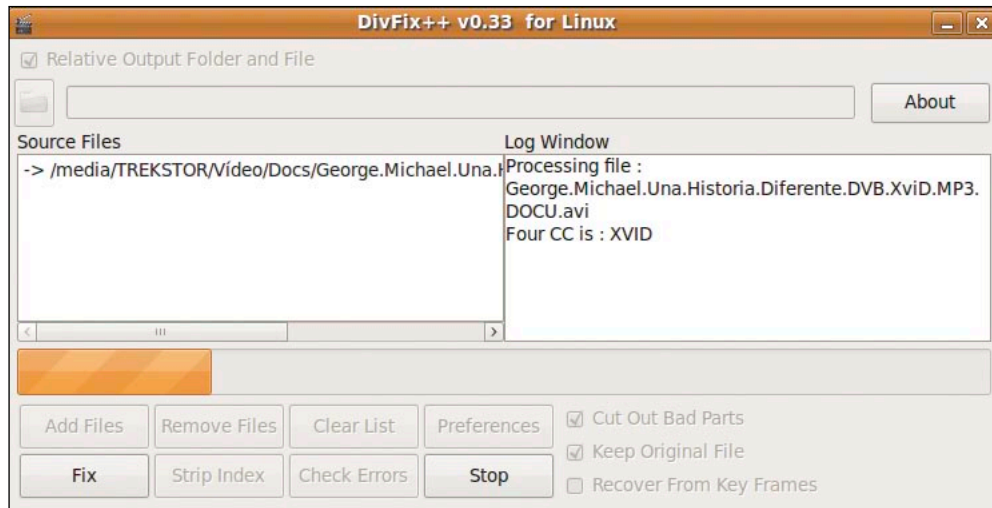 DivFix++ v0.33 for Linux
Relative Output Folder and File
About
Source Files
-> /media/TREKSTOR/Vídeo/Docs/George.Michael.Una.H
Log Window
Processing file :
George.Michael.Una.Historia.Diferente.DVB.XviD.MP3.
DOCU.avi
Four CC is : XVID
Add Files
Remove Files
Clear List
Preferences
Cut Out Bad Parts
Keep Original File
Fix
Strip Index
Check Errors
Stop
Recover From Key Frames